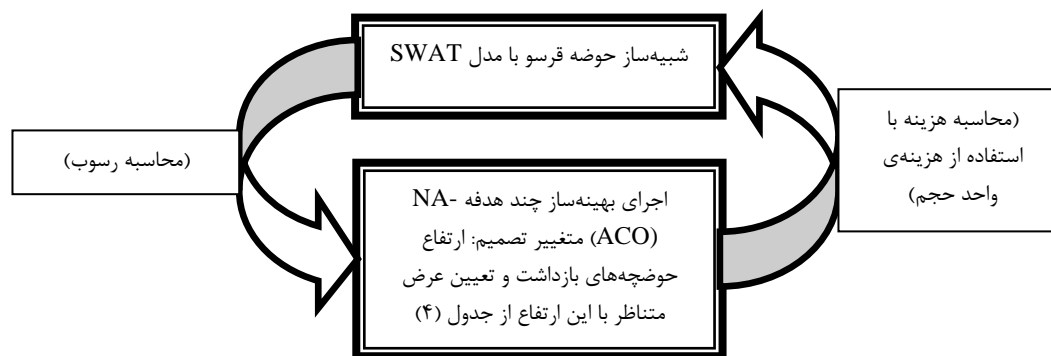 شبیه‌ساز حوضه قرسو با مدل SWAT
(محاسبه هزینه با
استفاده از هزینه‌ی
واحد حجم)
(محاسبه رسوب)
اجرای بهینه‌ساز چند هدفه NA-
ACO) متغییر تصمیم: ارتفاع)
حوضچه‌های بازداشت و تعیین عرض
متناظر با این ارتفاع از جدول (۴)